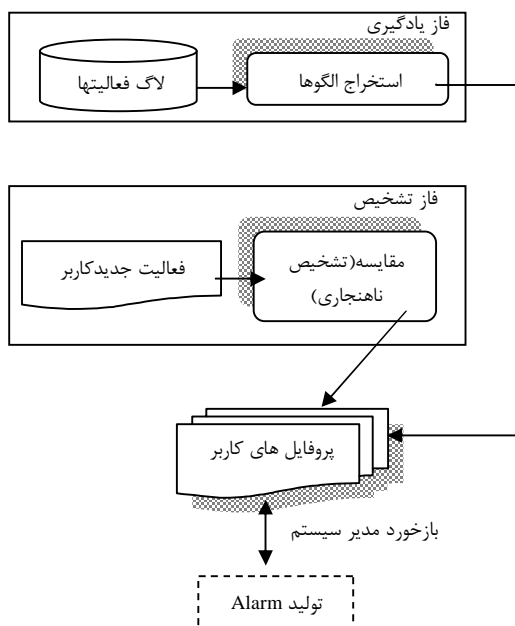 فاز یادگیری
استخراج الگوها
لاگ فعالیتها
فاز تشخیص
مقایسه(تشخیص
ناهنجاری)
فعالیت جدیدکاربر
پروفایل های کاربر
بازخورد مدیر سیستم
تولید Alarm